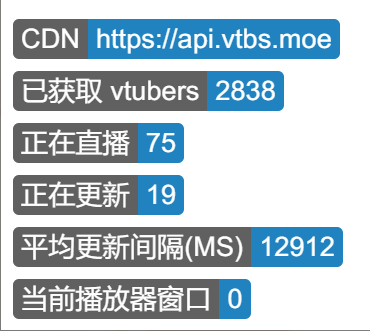 CDN https://api.vtbs.moe
已获取 vtubers 2838
正在直播 75
正在更新 19
平均更新间隔(MS) 12912
当前播放器窗口 0